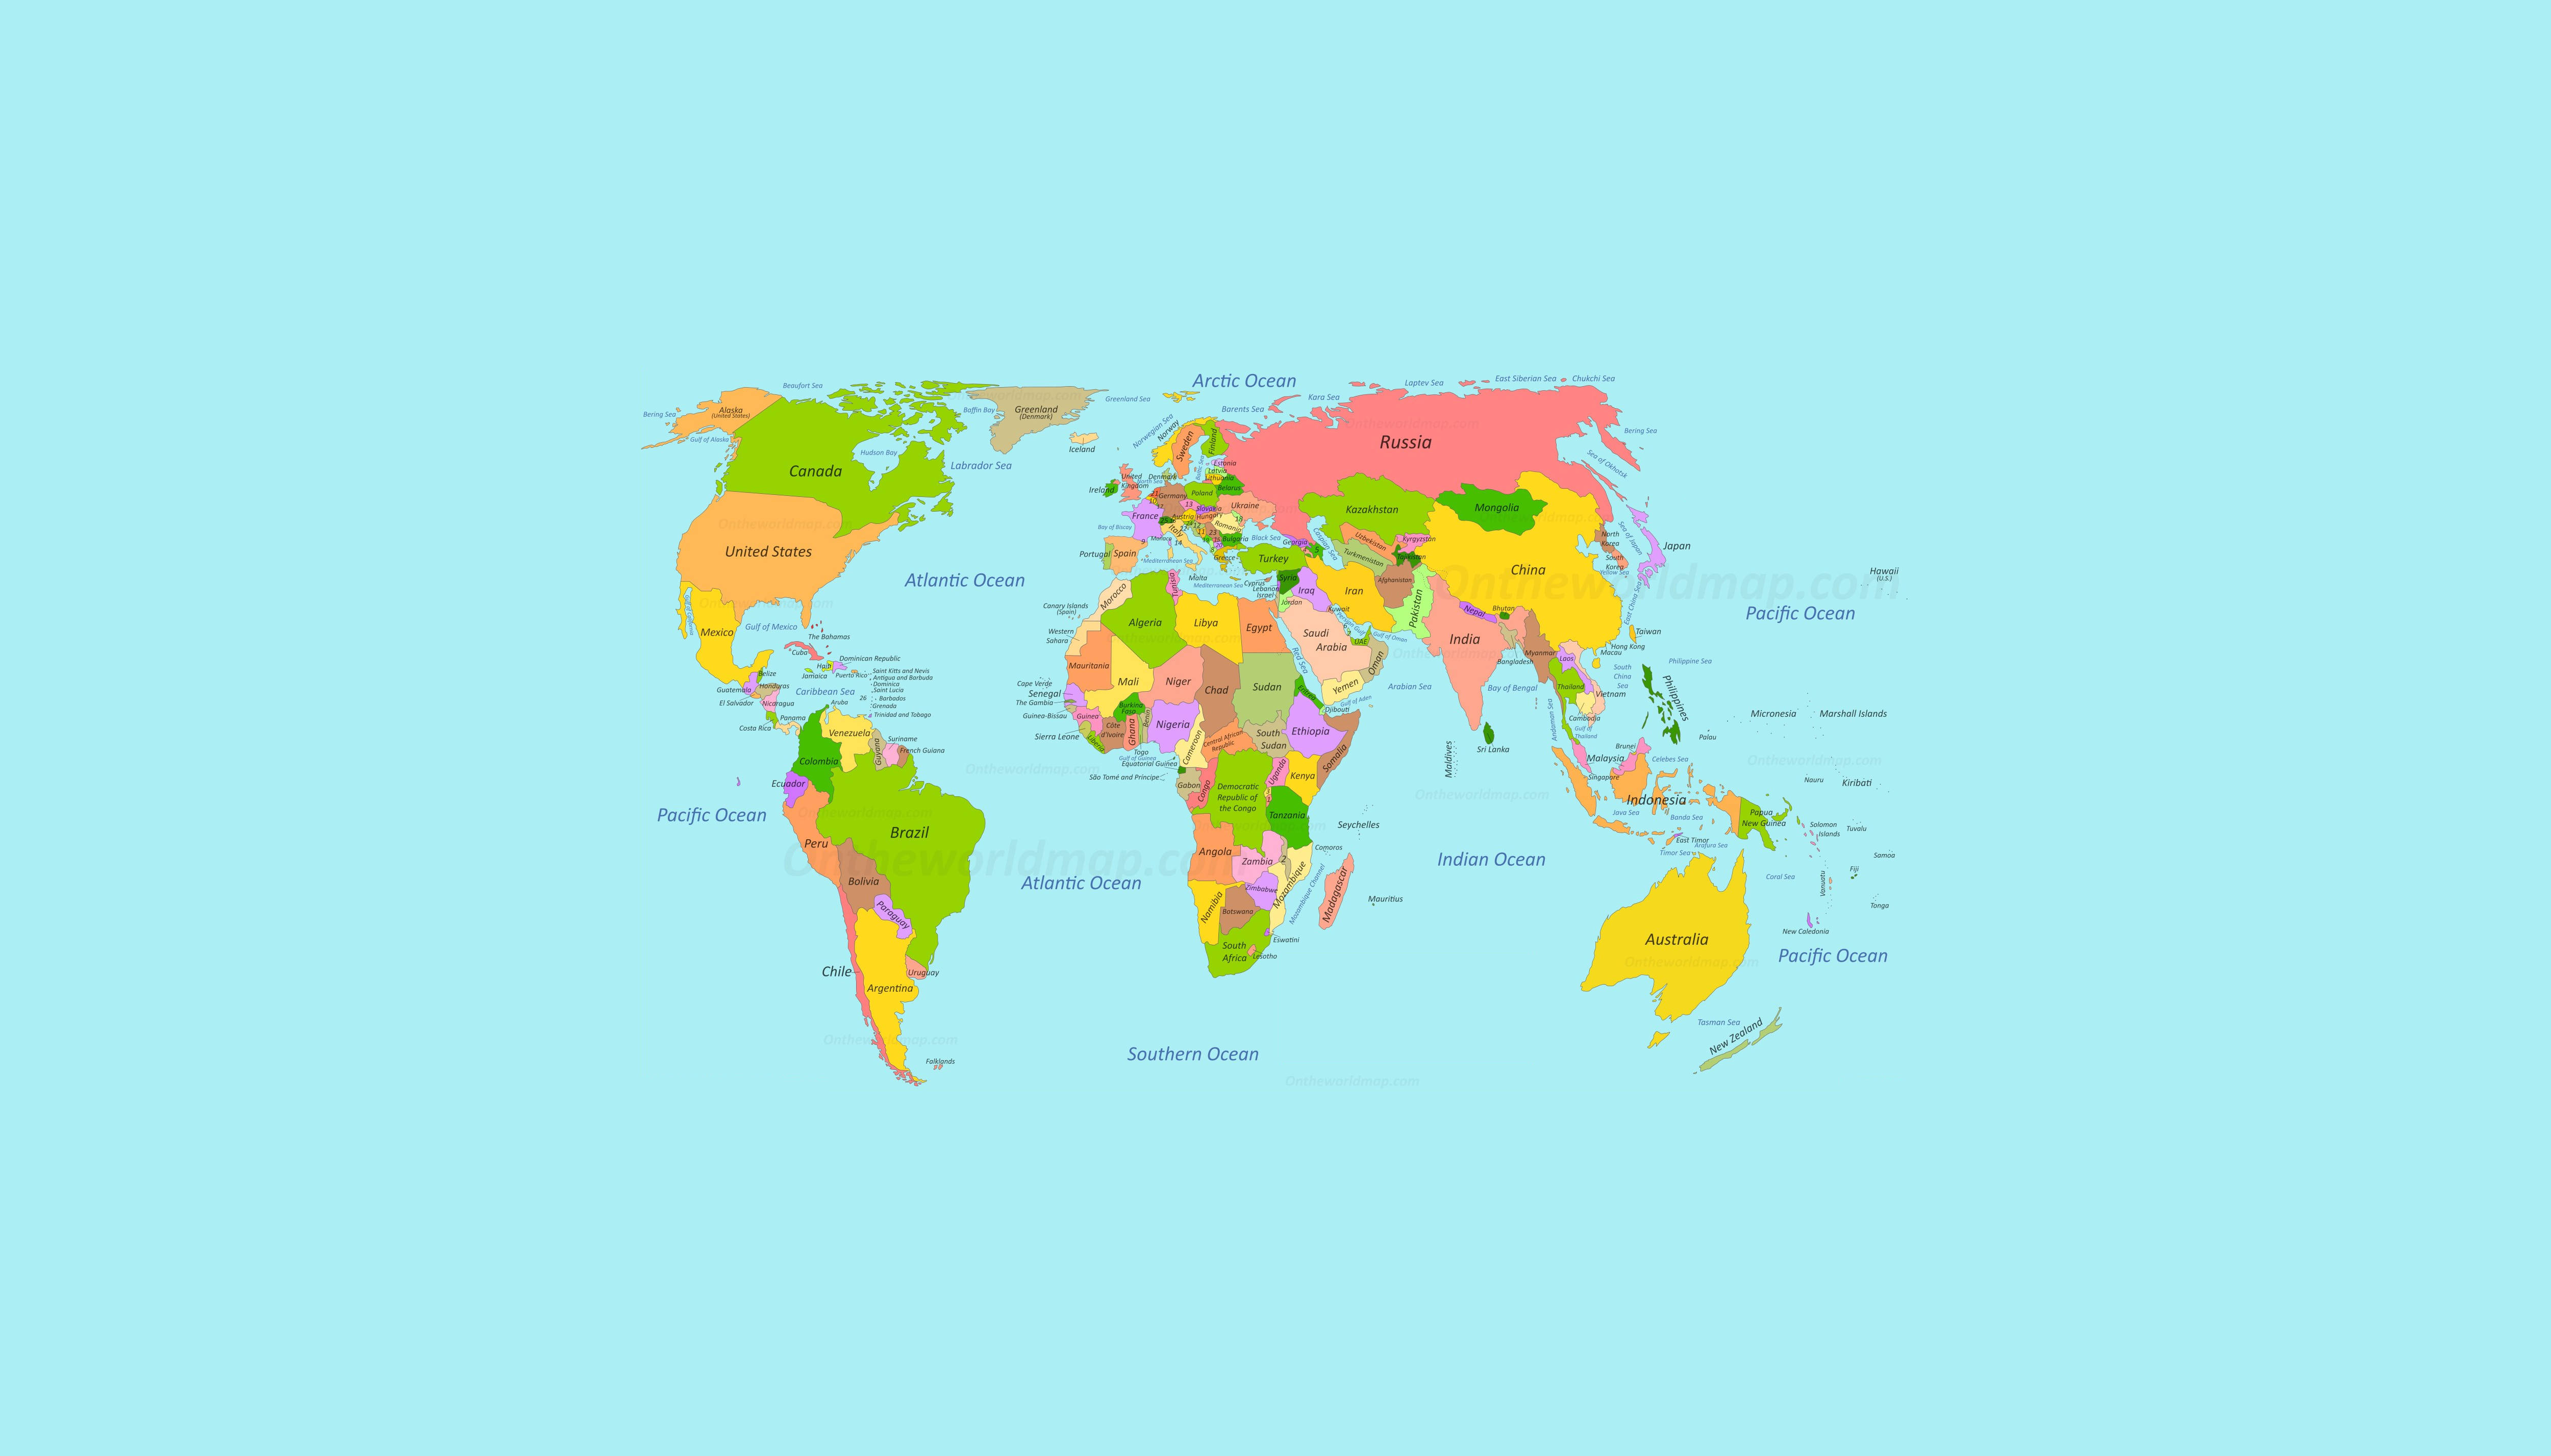 Arctic Ocean
Beaufort Sea
Laptev Sea
East Siberian Sea
Chukchi Sea
Kara Sea
Barents Sea
Greenland Sea
Norwegian Sea
Baffin Bay
Bering Sea
Gulf of Alaska
Alaska
(United States)
Greenland
(Denmark)
Iceland
Canada
Hudson Bay
Labrador Sea
United States
Atlantic Ocean
Mexico
Gulf of Mexico
The Bahamas
Cuba
Haiti
Dominican Republic
Jamaica
Puerto Rico
Saint Kitts and Nevis
Antigua and Barbuda
Dominica
Saint Lucia
Barbados
26
Grenada
Trinidad and Tobago
Caribbean Sea
Aruba
Belize
Guatemala
Honduras
El Salvador
Nicaragua
Costa Rica
Panama
Venezuela
Guyana
Suriname
French Guiana
Colombia
Ecuador
Pacific Ocean
Peru
Brazil
Bolivia
Paraguay
Chile
Argentina
Uruguay
Falklands
Atlantic Ocean
Southern Ocean
Norway
Sweden
Finland
Baltic Sea
Estonia
Latvia
Lithuania
Belarus
United
Kingdom
North Sea
Ireland
Denmark
Germany
Poland
Ukraine
France
Slovakia
Austria
Hungary
Romania
Bulgaria
Italy
Monaco
Bay of Biscay
Portugal
Spain
Greece
Malta
Mediterranean Sea
Mediterranean Sea
Black Sea
Georgia
Turkey
Cyprus
Lebanon
Israel
Syria
Jordan
Iraq
Iran
Kuwait
Persian Gulf
Gulf of Oman
Saudi
Arabia
UAE
Oman
Yemen
Red Sea
Gulf of Aden
Arabian Sea
Russia
Kazakhstan
Caspian Sea
Uzbekistan
Turkmenistan
Kyrgyzstan
Tajikistan
Afghanistan
Pakistan
Mongolia
China
Bering Sea
Sea of Okhotsk
Sea of Japan
Japan
North
Korea
South
Korea
Yellow Sea
East China Sea
Taiwan
Hong Kong
Macau
Nepal
Bhutan
India
Bangladesh
Myanmar
Laos
Thailand
Vietnam
Cambodia
South
China
Sea
Philippine Sea
Philippines
Bay of Bengal
Andaman Sea
Gulf of
Thailand
Sri Lanka
Maldives
Brunei
Malaysia
Singapore
Indonesia
Celebes Sea
Java Sea
Banda Sea
East Timor
Timor Sea
Arafura Sea
Papua
New Guinea
Palau
Micronesia
Marshall Islands
Nauru
Kiribati
Solomon
Islands
Tuvalu
Samoa
Fiji
Vanuatu
Tonga
New Caledonia
Coral Sea
Hawaii
(U.S.)
Pacific Ocean
Pacific Ocean
Australia
Tasman Sea
New Zealand
Indian Ocean
Canary Islands
(Spain)
Western
Sahara
Morocco
Algeria
Tunisia
Libya
Egypt
Mauritania
Mali
Niger
Chad
Sudan
Eritrea
Djibouti
Cape Verde
Senegal
The Gambia
Guinea-Bissau
Guinea
Sierra Leone
Liberia
Côte
d'Ivoire
Burkina
Faso
Ghana
Togo
Benin
Nigeria
Cameroon
Central African
Republic
South
Sudan
Ethiopia
Somalia
Gulf of Guinea
Equatorial Guinea
São Tomé and Príncipe
Gabon
Congo
Democratic
Republic of
the Congo
Uganda
Kenya
Tanzania
Angola
Zambia
2
Mozambique
Zimbabwe
Mozambique Channel
Namibia
Botswana
South
Africa
Eswatini
Lesotho
Madagascar
Comoros
Seychelles
Mauritius
Ontheworldmap.com